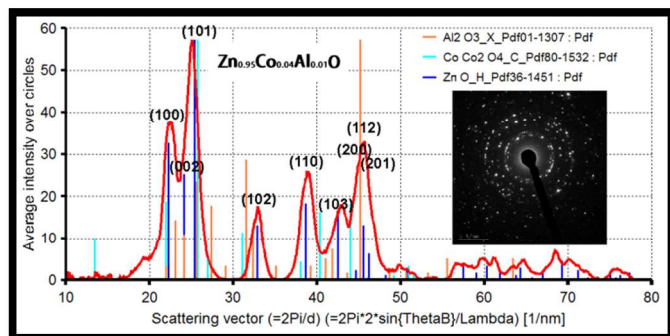 60
50
40
30
20
10
0
Average intensity over circles
10 20 30 40 50 60 70 80
Scattering vector (=2Pi/d) (=2Pi*2*sin{ThetaB}/Lambda) [1/nm]
Zn₀.₉₅Co₀.₀₄Al₀.₀₁O
Al2 O3_X_Pdf01-1307 : Pdf
Co Co2 O4_C_Pdf80-1532 : Pdf
Zn O_H_Pdf36-1451 : Pdf
(101)
(100)
(002)
(102)
(110)
(103)
(112)
(200)
(201)